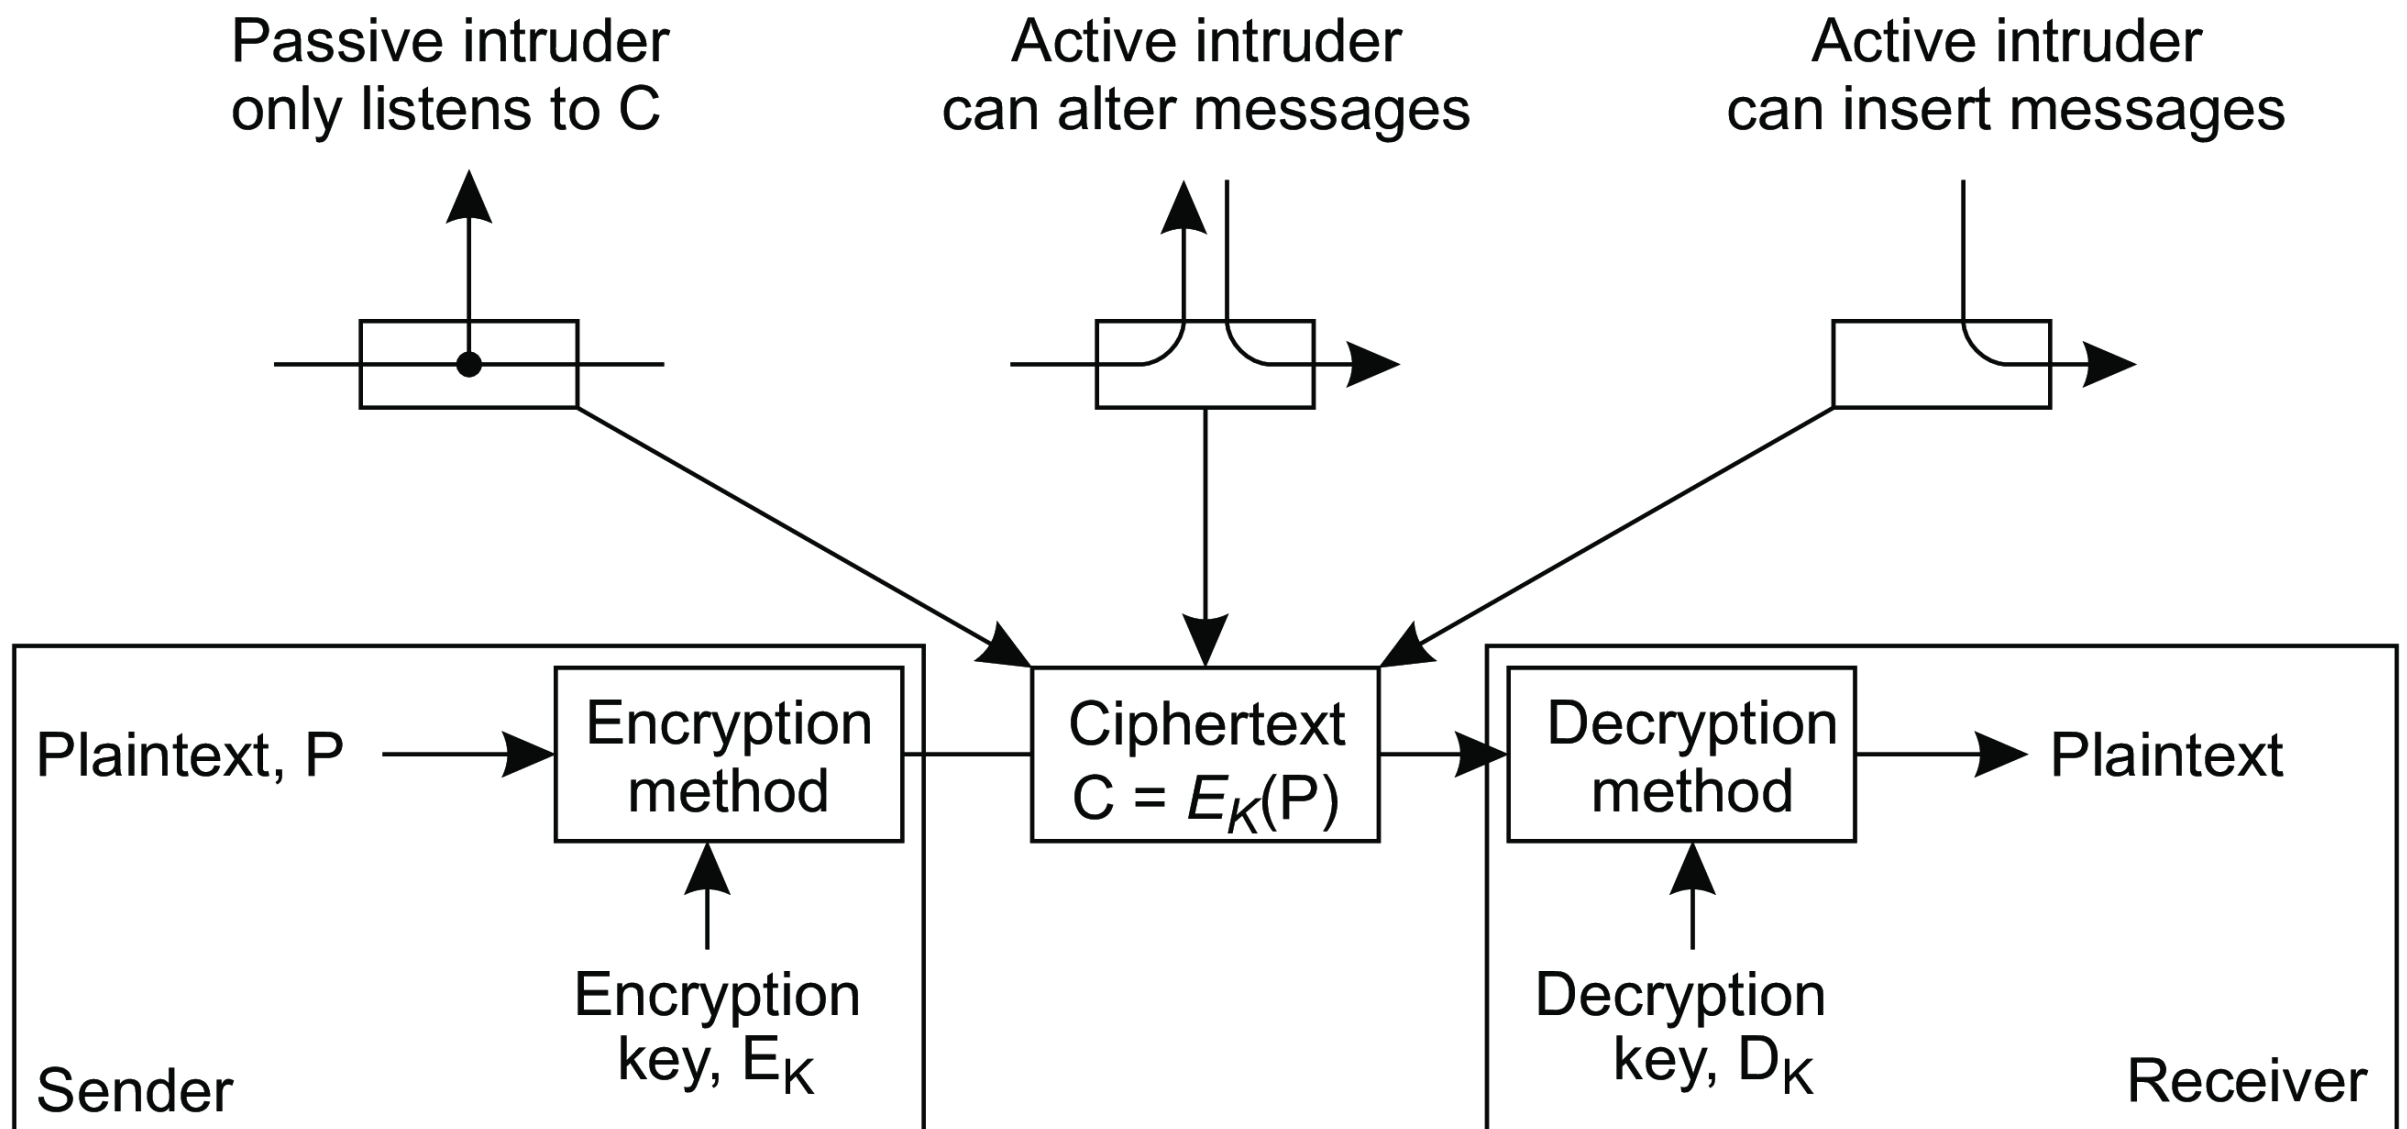 Passive intruder
only listens to C
Active intruder
can alter messages
Active intruder
can insert messages
Plaintext, P
Encryption
method
Ciphertext
C = E_K(P)
Decryption
method
Plaintext
Encryption
key, E_K
Decryption
key, D_K
Sender
Receiver